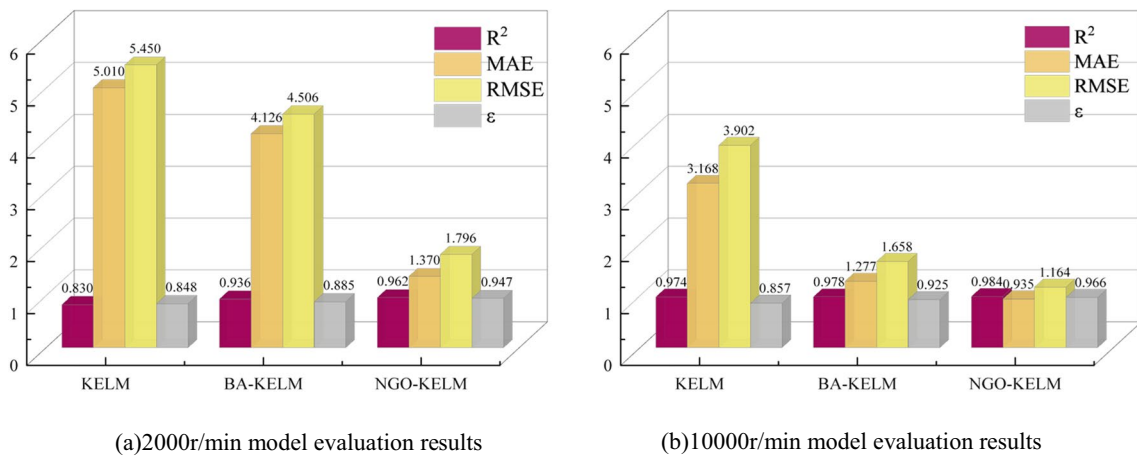 6
5
4
3
2
1
0
R²
MAE
RMSE
ε
5.010
5.450
4.126
4.506
1.370
1.796
0.830
0.848
0.936
0.885
0.962
0.947
KELM
BA-KELM
NGO-KELM
(a)2000r/min model evaluation results
6
5
4
3
2
1
0
R²
MAE
RMSE
ε
3.168
3.902
1.277
1.658
0.935
1.164
0.974
0.857
0.978
0.925
0.984
0.966
KELM
BA-KELM
NGO-KELM
(b)10000r/min model evaluation results